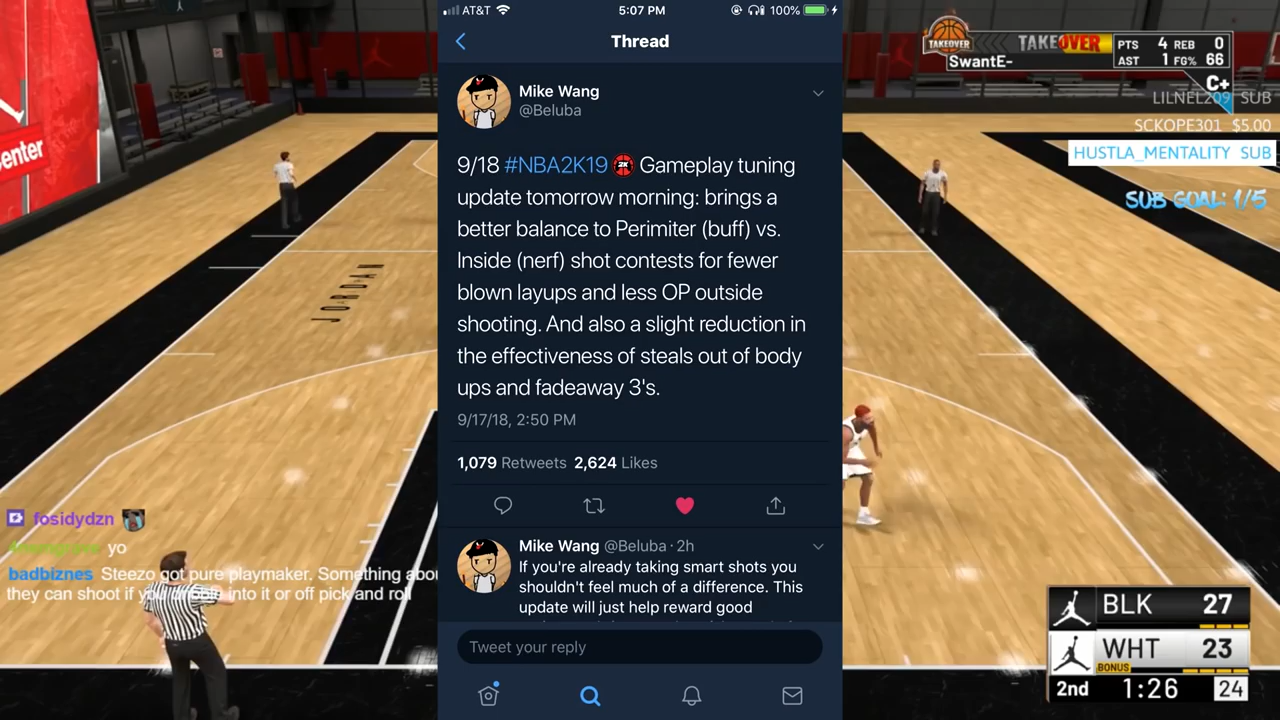 AT&T 5:07 PM 100%
Thread
Mike Wang
@Beluba
9/18 #NBA2K19 2K Gameplay tuning
update tomorrow morning: brings a
better balance to Perimiter (buff) vs.
Inside (nerf) shot contests for fewer
blown layups and less OP outside
shooting. And also a slight reduction in
the effectiveness of steals out of body
ups and fadeaway 3's.
9/17/18, 2:50 PM
1,079 Retweets 2,624 Likes
Mike Wang @Beluba · 2h
If you're already taking smart shots you
shouldn't feel much of a difference. This
update will just help reward good
Tweet your reply
enter
JORDAN
fosidydzn
yo
badbiznes Steezo got pure playmaker. Something abou
they can shoot if you into it or off pick and roll
TAKEOVER TAKEOVER
SwantE-
PTS 4 REB 0
AST 1 FG% 66
C+
LILNEL209 SUB
SCKOPE301 $5.00
HUSTLA_MENTALITY SUB
SUB GOAL: 1/5
BLK 27
WHT 23
BONUS
2nd 1:26 24